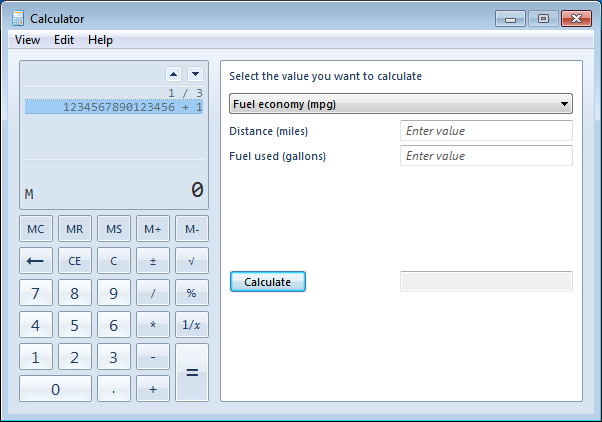 Calculator
View Edit Help
1 / 3
1234567890123456 + 1
M 0
MC MR MS M+ M-
← CE C ± √
7 8 9 / %
4 5 6 * 1/x
1 2 3 - =
0 . +
Select the value you want to calculate
Fuel economy (mpg)
Distance (miles) Enter value
Fuel used (gallons) Enter value
Calculate